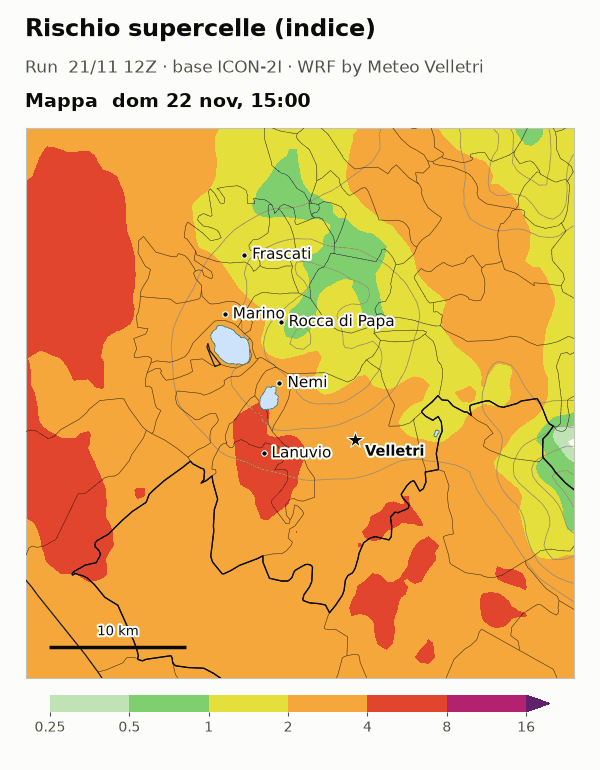 Rischio supercelle (indice)
Run  21/11 12Z · base ICON-2I · WRF by Meteo Velletri
Mappa  dom 22 nov, 15:00
Frascati
Marino
Rocca di Papa
Nemi
Velletri
Lanuvio
10 km
0.25 0.5 1 2 4 8 16